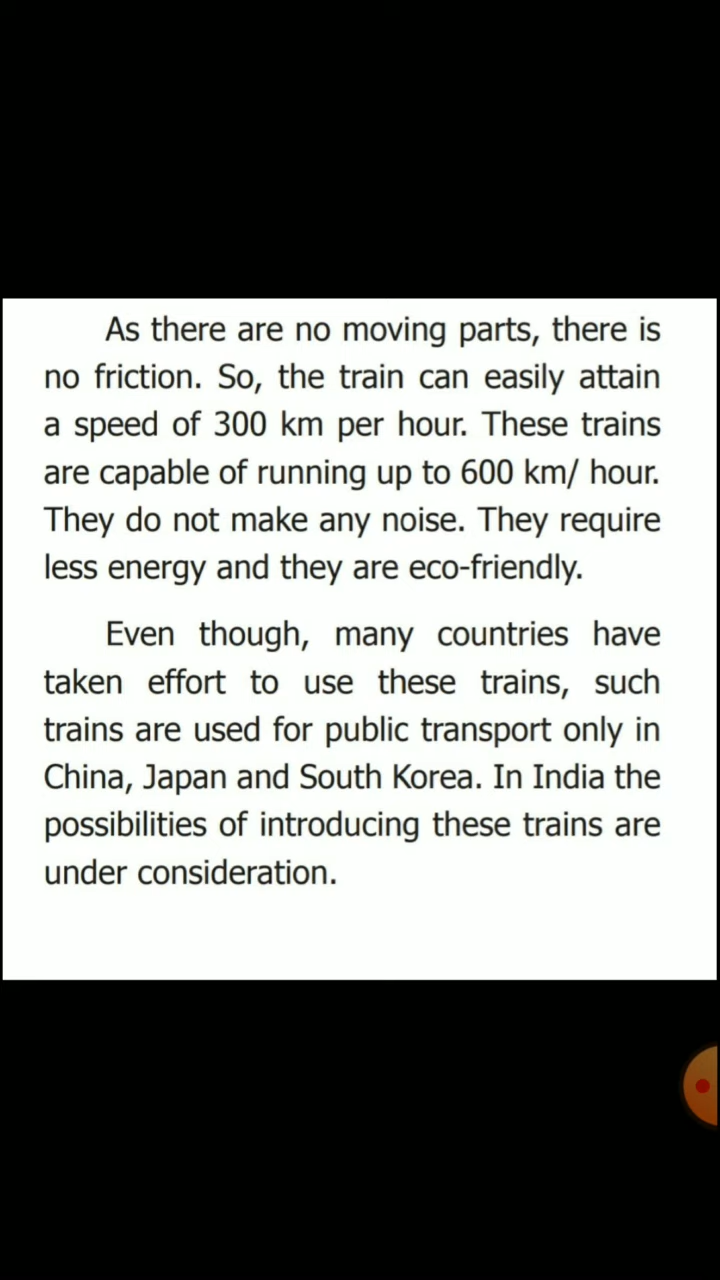 As there are no moving parts, there is
no friction. So, the train can easily attain
a speed of 300 km per hour. These trains
are capable of running up to 600 km/ hour.
They do not make any noise. They require
less energy and they are eco-friendly.
Even though, many countries have
taken effort to use these trains, such
trains are used for public transport only in
China, Japan and South Korea. In India the
possibilities of introducing these trains are
under consideration.